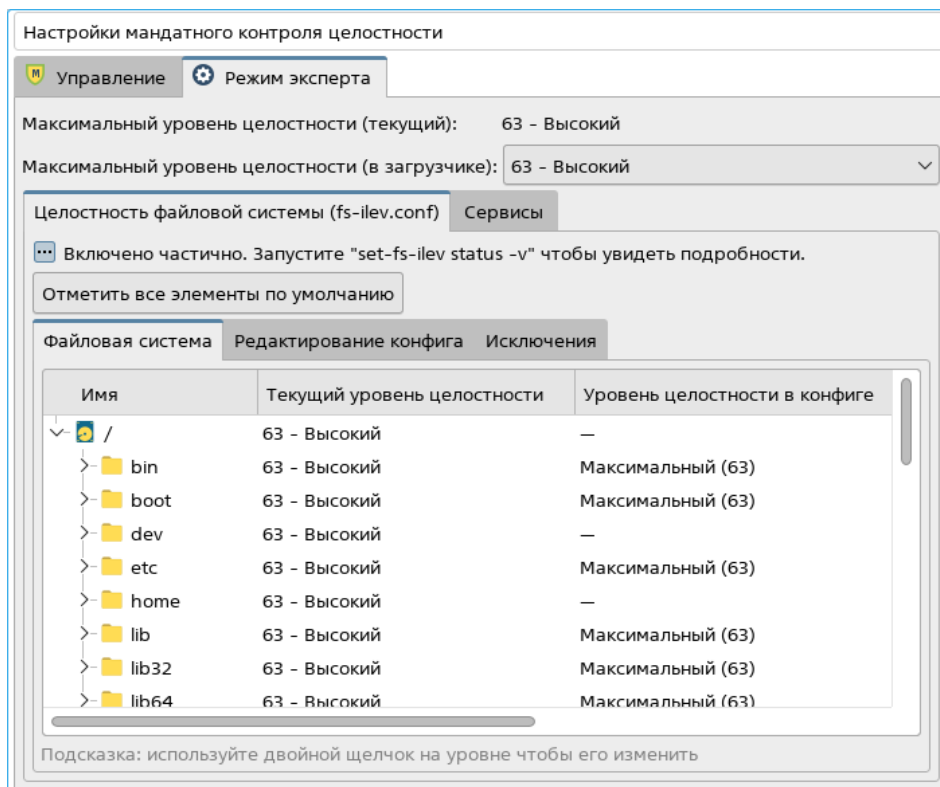 Настройки мандатного контроля целостности
Управление Режим эксперта
Максимальный уровень целостности (текущий): 63 – Высокий
Максимальный уровень целостности (в загрузчике): 63 – Высокий
Целостность файловой системы (fs-ilev.conf) Сервисы
Включено частично. Запустите "set-fs-ilev status -v" чтобы увидеть подробности.
Отметить все элементы по умолчанию
Файловая система Редактирование конфига Исключения
Имя Текущий уровень целостности Уровень целостности в конфиге
/ 63 – Высокий —
bin 63 – Высокий Максимальный (63)
boot 63 – Высокий Максимальный (63)
dev 63 – Высокий —
etc 63 – Высокий Максимальный (63)
home 63 – Высокий —
lib 63 – Высокий Максимальный (63)
lib32 63 – Высокий Максимальный (63)
lib64 63 – Высокий Максимальный (63)
Подсказка: используйте двойной щелчок на уровне чтобы его изменить